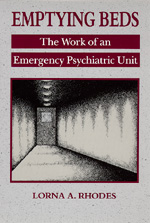 EMPTYING BEDS
The Work of an
Emergency Psychiatric Unit
LORNA A. RHODES